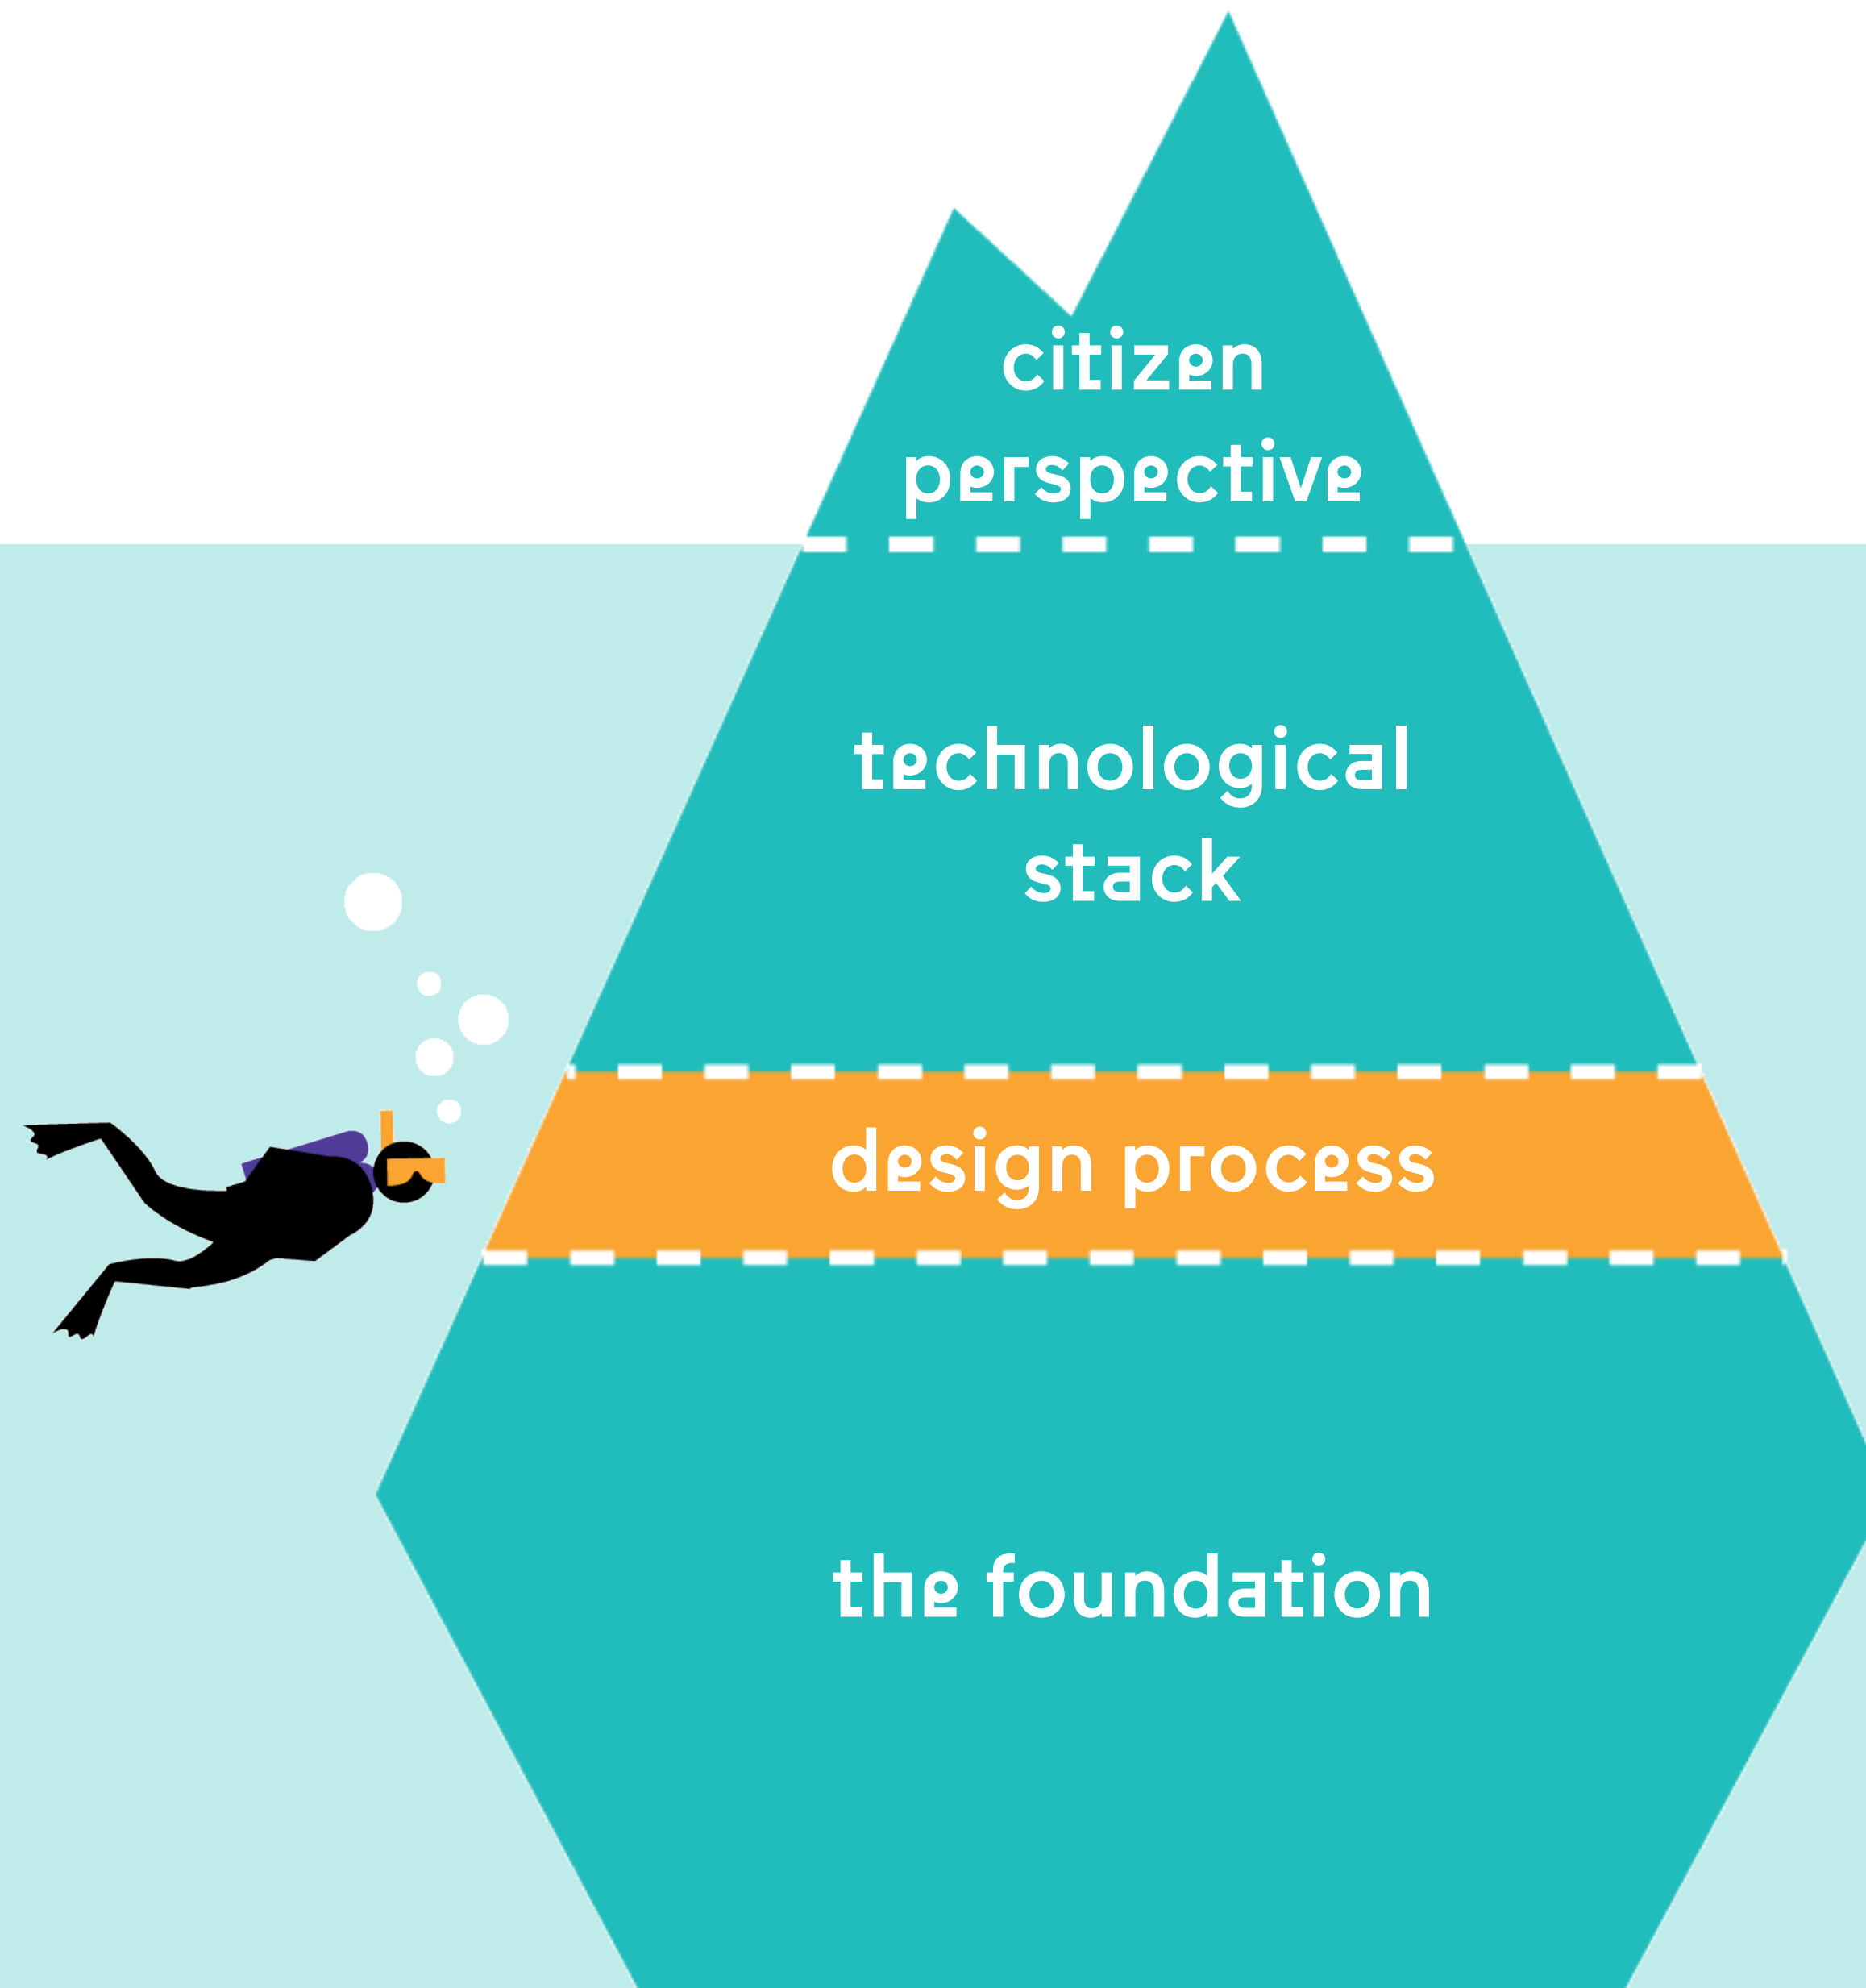 citizen
perspective
technological
stack
design process
the foundation